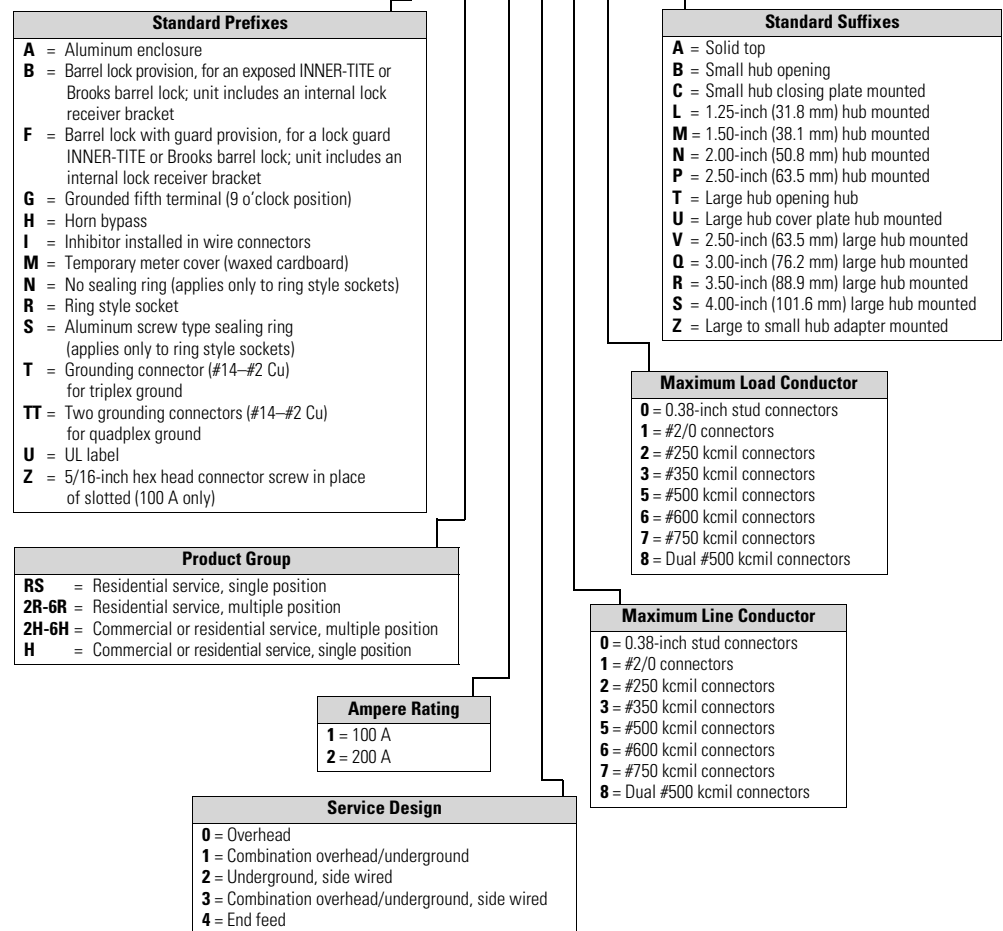 Standard Prefixes
A = Aluminum enclosure
B = Barrel lock provision, for an exposed INNER-TITE or
Brooks barrel lock; unit includes an internal lock
receiver bracket
F = Barrel lock with guard provision, for a lock guard
INNER-TITE or Brooks barrel lock; unit includes an
internal lock receiver bracket
G = Grounded fifth terminal (9 o'clock position)
H = Horn bypass
I = Inhibitor installed in wire connectors
M = Temporary meter cover (waxed cardboard)
N = No sealing ring (applies only to ring style sockets)
R = Ring style socket
S = Aluminum screw type sealing ring
(applies only to ring style sockets)
T = Grounding connector (#14–#2 Cu)
for triplex ground
TT = Two grounding connectors (#14–#2 Cu)
for quadplex ground
U = UL label
Z = 5/16-inch hex head connector screw in place
of slotted (100 A only)
Standard Suffixes
A = Solid top
B = Small hub opening
C = Small hub closing plate mounted
L = 1.25-inch (31.8 mm) hub mounted
M = 1.50-inch (38.1 mm) hub mounted
N = 2.00-inch (50.8 mm) hub mounted
P = 2.50-inch (63.5 mm) hub mounted
T = Large hub opening hub
U = Large hub cover plate hub mounted
V = 2.50-inch (63.5 mm) large hub mounted
Q = 3.00-inch (76.2 mm) large hub mounted
R = 3.50-inch (88.9 mm) large hub mounted
S = 4.00-inch (101.6 mm) large hub mounted
Z = Large to small hub adapter mounted
Maximum Load Conductor
0 = 0.38-inch stud connectors
1 = #2/0 connectors
2 = #250 kcmil connectors
3 = #350 kcmil connectors
5 = #500 kcmil connectors
6 = #600 kcmil connectors
7 = #750 kcmil connectors
8 = Dual #500 kcmil connectors
Product Group
RS = Residential service, single position
2R-6R = Residential service, multiple position
2H-6H = Commercial or residential service, multiple position
H = Commercial or residential service, single position
Maximum Line Conductor
0 = 0.38-inch stud connectors
1 = #2/0 connectors
2 = #250 kcmil connectors
3 = #350 kcmil connectors
5 = #500 kcmil connectors
6 = #600 kcmil connectors
7 = #750 kcmil connectors
8 = Dual #500 kcmil connectors
Ampere Rating
1 = 100 A
2 = 200 A
Service Design
0 = Overhead
1 = Combination overhead/underground
2 = Underground, side wired
3 = Combination overhead/underground, side wired
4 = End feed